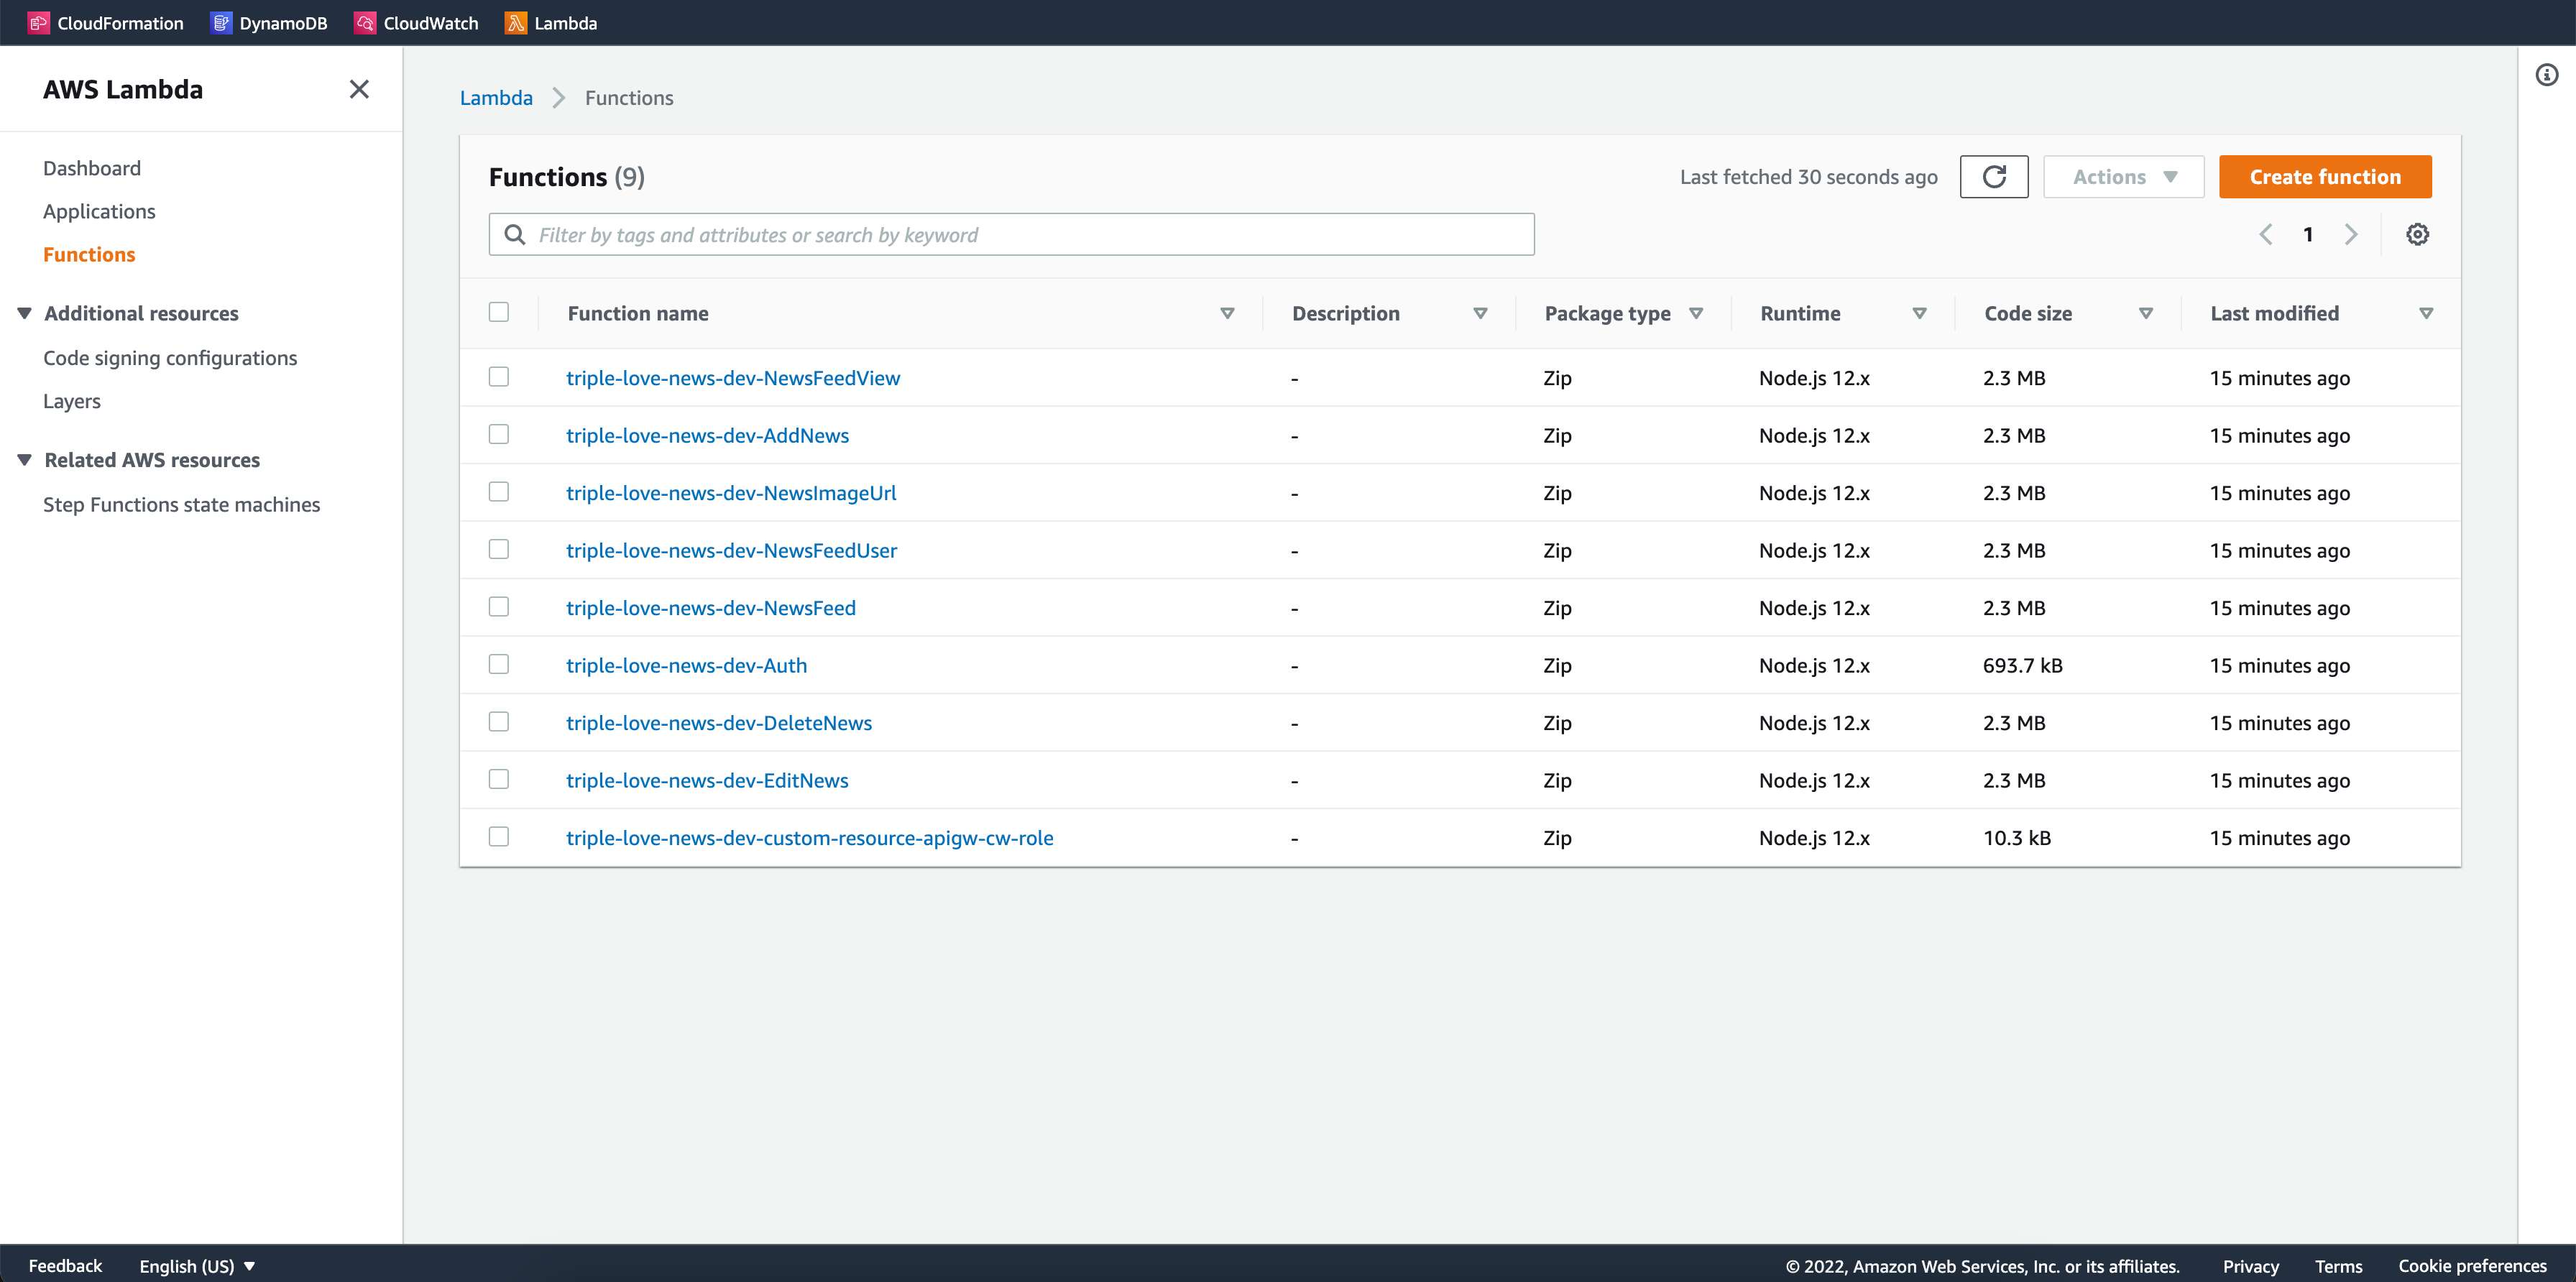 CloudFormation DynamoDB CloudWatch Lambda
AWS Lambda
Dashboard
Applications
Functions
Additional resources
Code signing configurations
Layers
Related AWS resources
Step Functions state machines
Lambda Functions
Functions (9)
Last fetched 30 seconds ago
Actions
Create function
Filter by tags and attributes or search by keyword
1
Function name Description Package type Runtime Code size Last modified
triple-love-news-dev-NewsFeedView - Zip Node.js 12.x 2.3 MB 15 minutes ago
triple-love-news-dev-AddNews - Zip Node.js 12.x 2.3 MB 15 minutes ago
triple-love-news-dev-NewsImageUrl - Zip Node.js 12.x 2.3 MB 15 minutes ago
triple-love-news-dev-NewsFeedUser - Zip Node.js 12.x 2.3 MB 15 minutes ago
triple-love-news-dev-NewsFeed - Zip Node.js 12.x 2.3 MB 15 minutes ago
triple-love-news-dev-Auth - Zip Node.js 12.x 693.7 kB 15 minutes ago
triple-love-news-dev-DeleteNews - Zip Node.js 12.x 2.3 MB 15 minutes ago
triple-love-news-dev-EditNews - Zip Node.js 12.x 2.3 MB 15 minutes ago
triple-love-news-dev-custom-resource-apigw-cw-role - Zip Node.js 12.x 10.3 kB 15 minutes ago
Feedback English (US) © 2022, Amazon Web Services, Inc. or its affiliates. Privacy Terms Cookie preferences